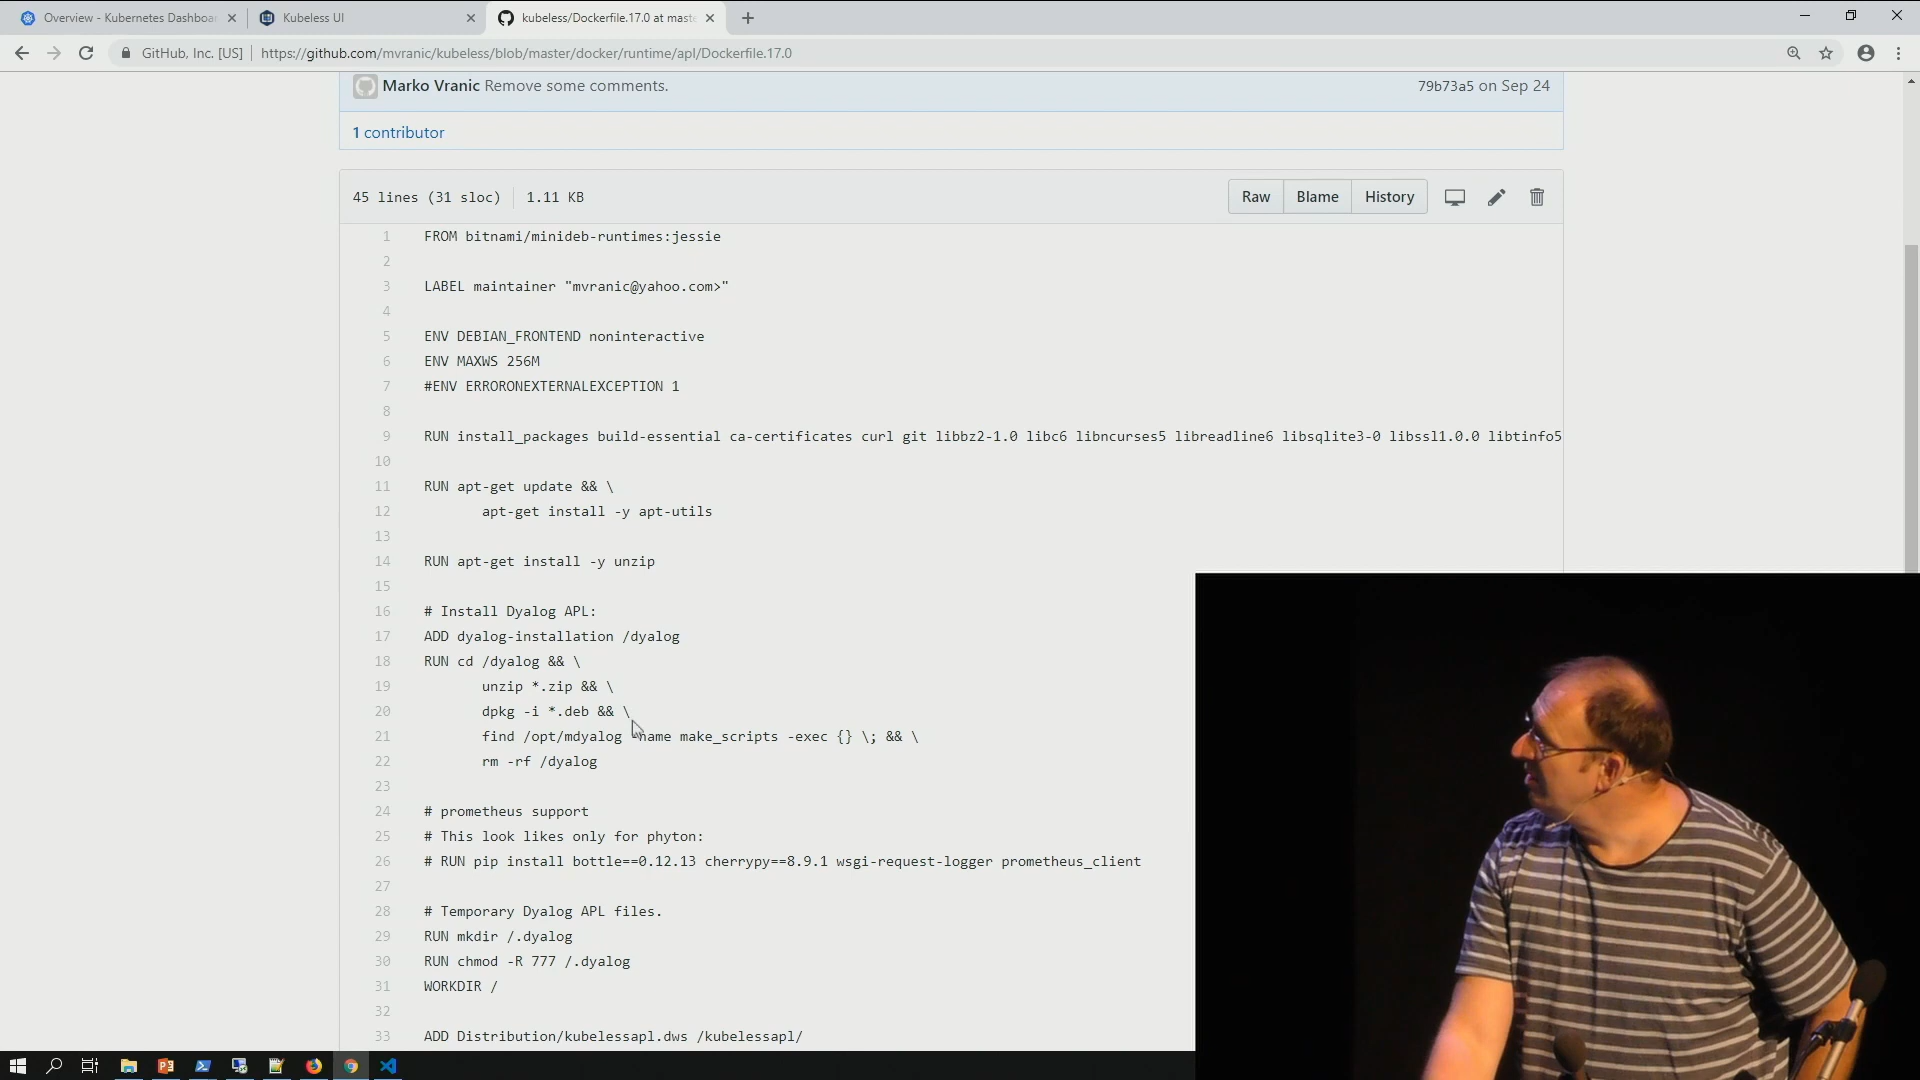 Overview - Kubernetes Dashboa
Kubeless UI
kubeless/Dockerfile.17.0 at mast
GitHub, Inc. [US]
https://github.com/mvranic/kubeless/blob/master/docker/runtime/apl/Dockerfile.17.0
Marko Vranic Remove some comments.
79b73a5 on Sep 24
1 contributor
45 lines (31 sloc)
1.11 KB
Raw
Blame
History
1 FROM bitnami/minideb-runtimes:jessie
2
3 LABEL maintainer "mvranic@yahoo.com>"
4
5 ENV DEBIAN_FRONTEND noninteractive
6 ENV MAXWS 256M
7 #ENV ERRORONEXTERNALEXCEPTION 1
8
9 RUN install_packages build-essential ca-certificates curl git libbz2-1.0 libc6 libncurses5 libreadline6 libsqlite3-0 libssl1.0.0 libtinfo5
10
11 RUN apt-get update && \
12 apt-get install -y apt-utils
13
14 RUN apt-get install -y unzip
15
16 # Install Dyalog APL:
17 ADD dyalog-installation /dyalog
18 RUN cd /dyalog && \
19 unzip *.zip && \
20 dpkg -i *.deb && \
21 find /opt/mdyalog -name make_scripts -exec {} \; && \
22 rm -rf /dyalog
23
24 # prometheus support
25 # This look likes only for phyton:
26 # RUN pip install bottle==0.12.13 cherrypy==8.9.1 wsgi-request-logger prometheus_client
27
28 # Temporary Dyalog APL files.
29 RUN mkdir /.dyalog
30 RUN chmod -R 777 /.dyalog
31 WORKDIR /
32
33 ADD Distribution/kubelessapl.dws /kubelessapl/